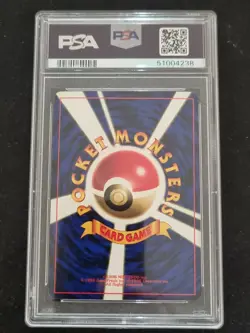 PSA
PSA
51004238
POCKET MONSTERS
CARD GAME